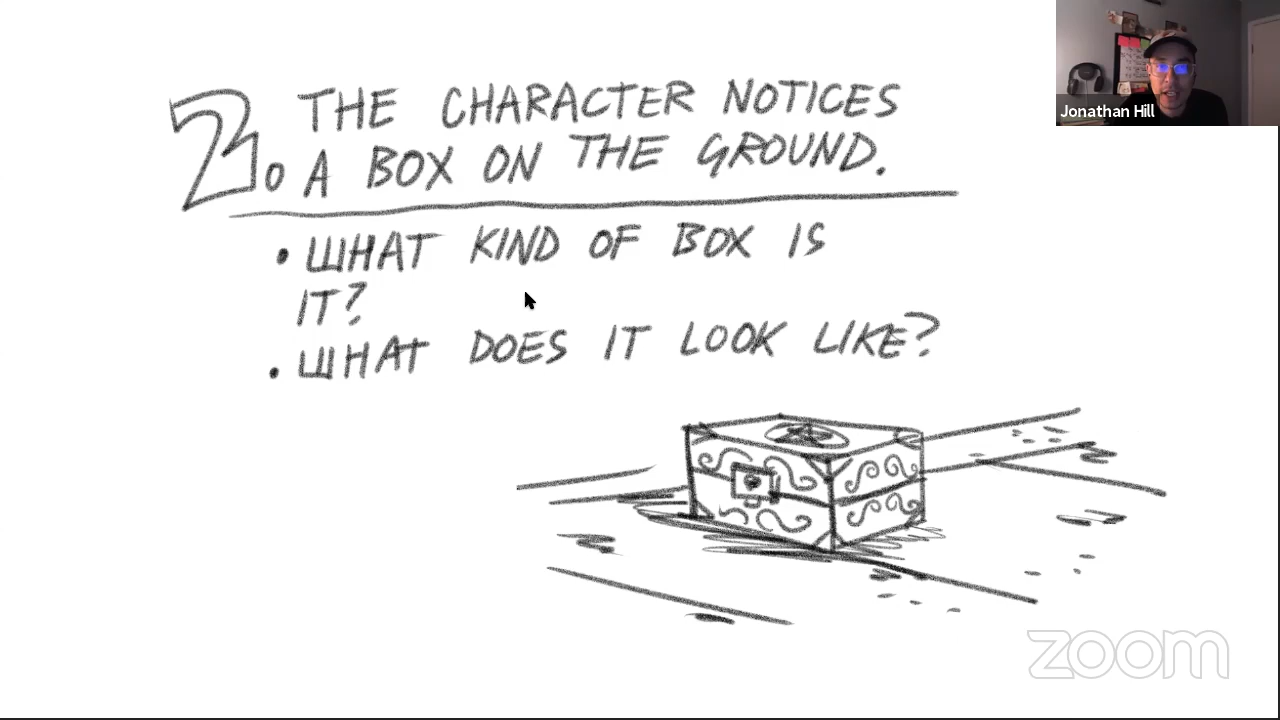 2. THE CHARACTER NOTICES
A BOX ON THE GROUND.
• WHAT KIND OF BOX IS
IT?
• WHAT DOES IT LOOK LIKE?
Jonathan Hill
zoom